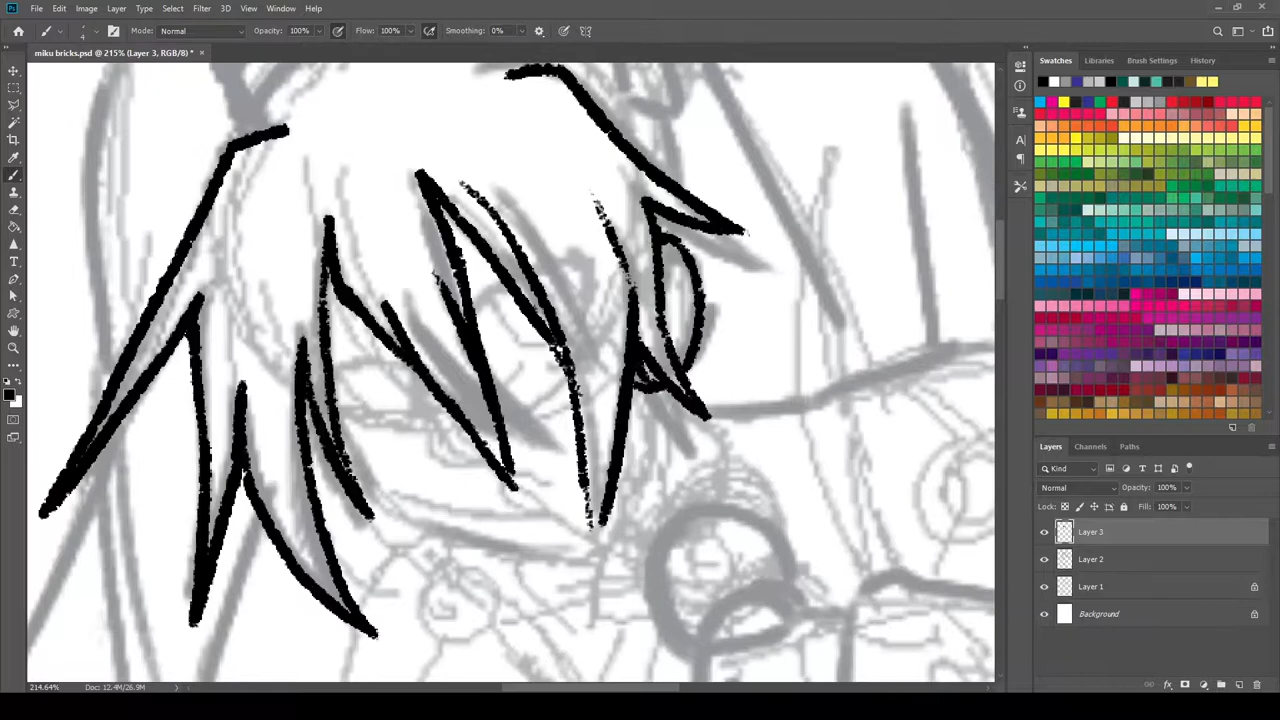 File Edit Image Layer Type Select Filter 3D View Window Help
4 Mode: Normal Opacity: 100% Flow: 100% Smoothing: 0%
miku bricks.psd @ 215% (Layer 3, RGB/8) *
Swatches Libraries Brush Settings History
Layers Channels Paths
Kind
Normal Opacity: 100%
Lock: Fill: 100%
Layer 3
Layer 2
Layer 1
Background
214.64% Doc: 12.4M/26.9M